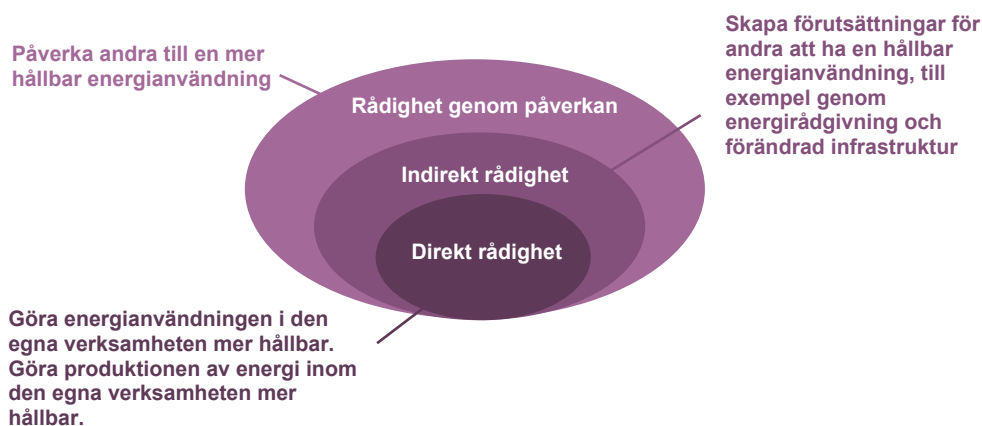 Påverka andra till en mer
hållbar energianvändning
Skapa förutsättningar för
andra att ha en hållbar
energianvändning, till
exempel genom
energirådgivning och
förändrad infrastruktur
Rådighet genom påverkan
Indirekt rådighet
Direkt rådighet
Göra energianvändningen i den
egna verksamheten mer hållbar.
Göra produktionen av energi inom
den egna verksamheten mer
hållbar.